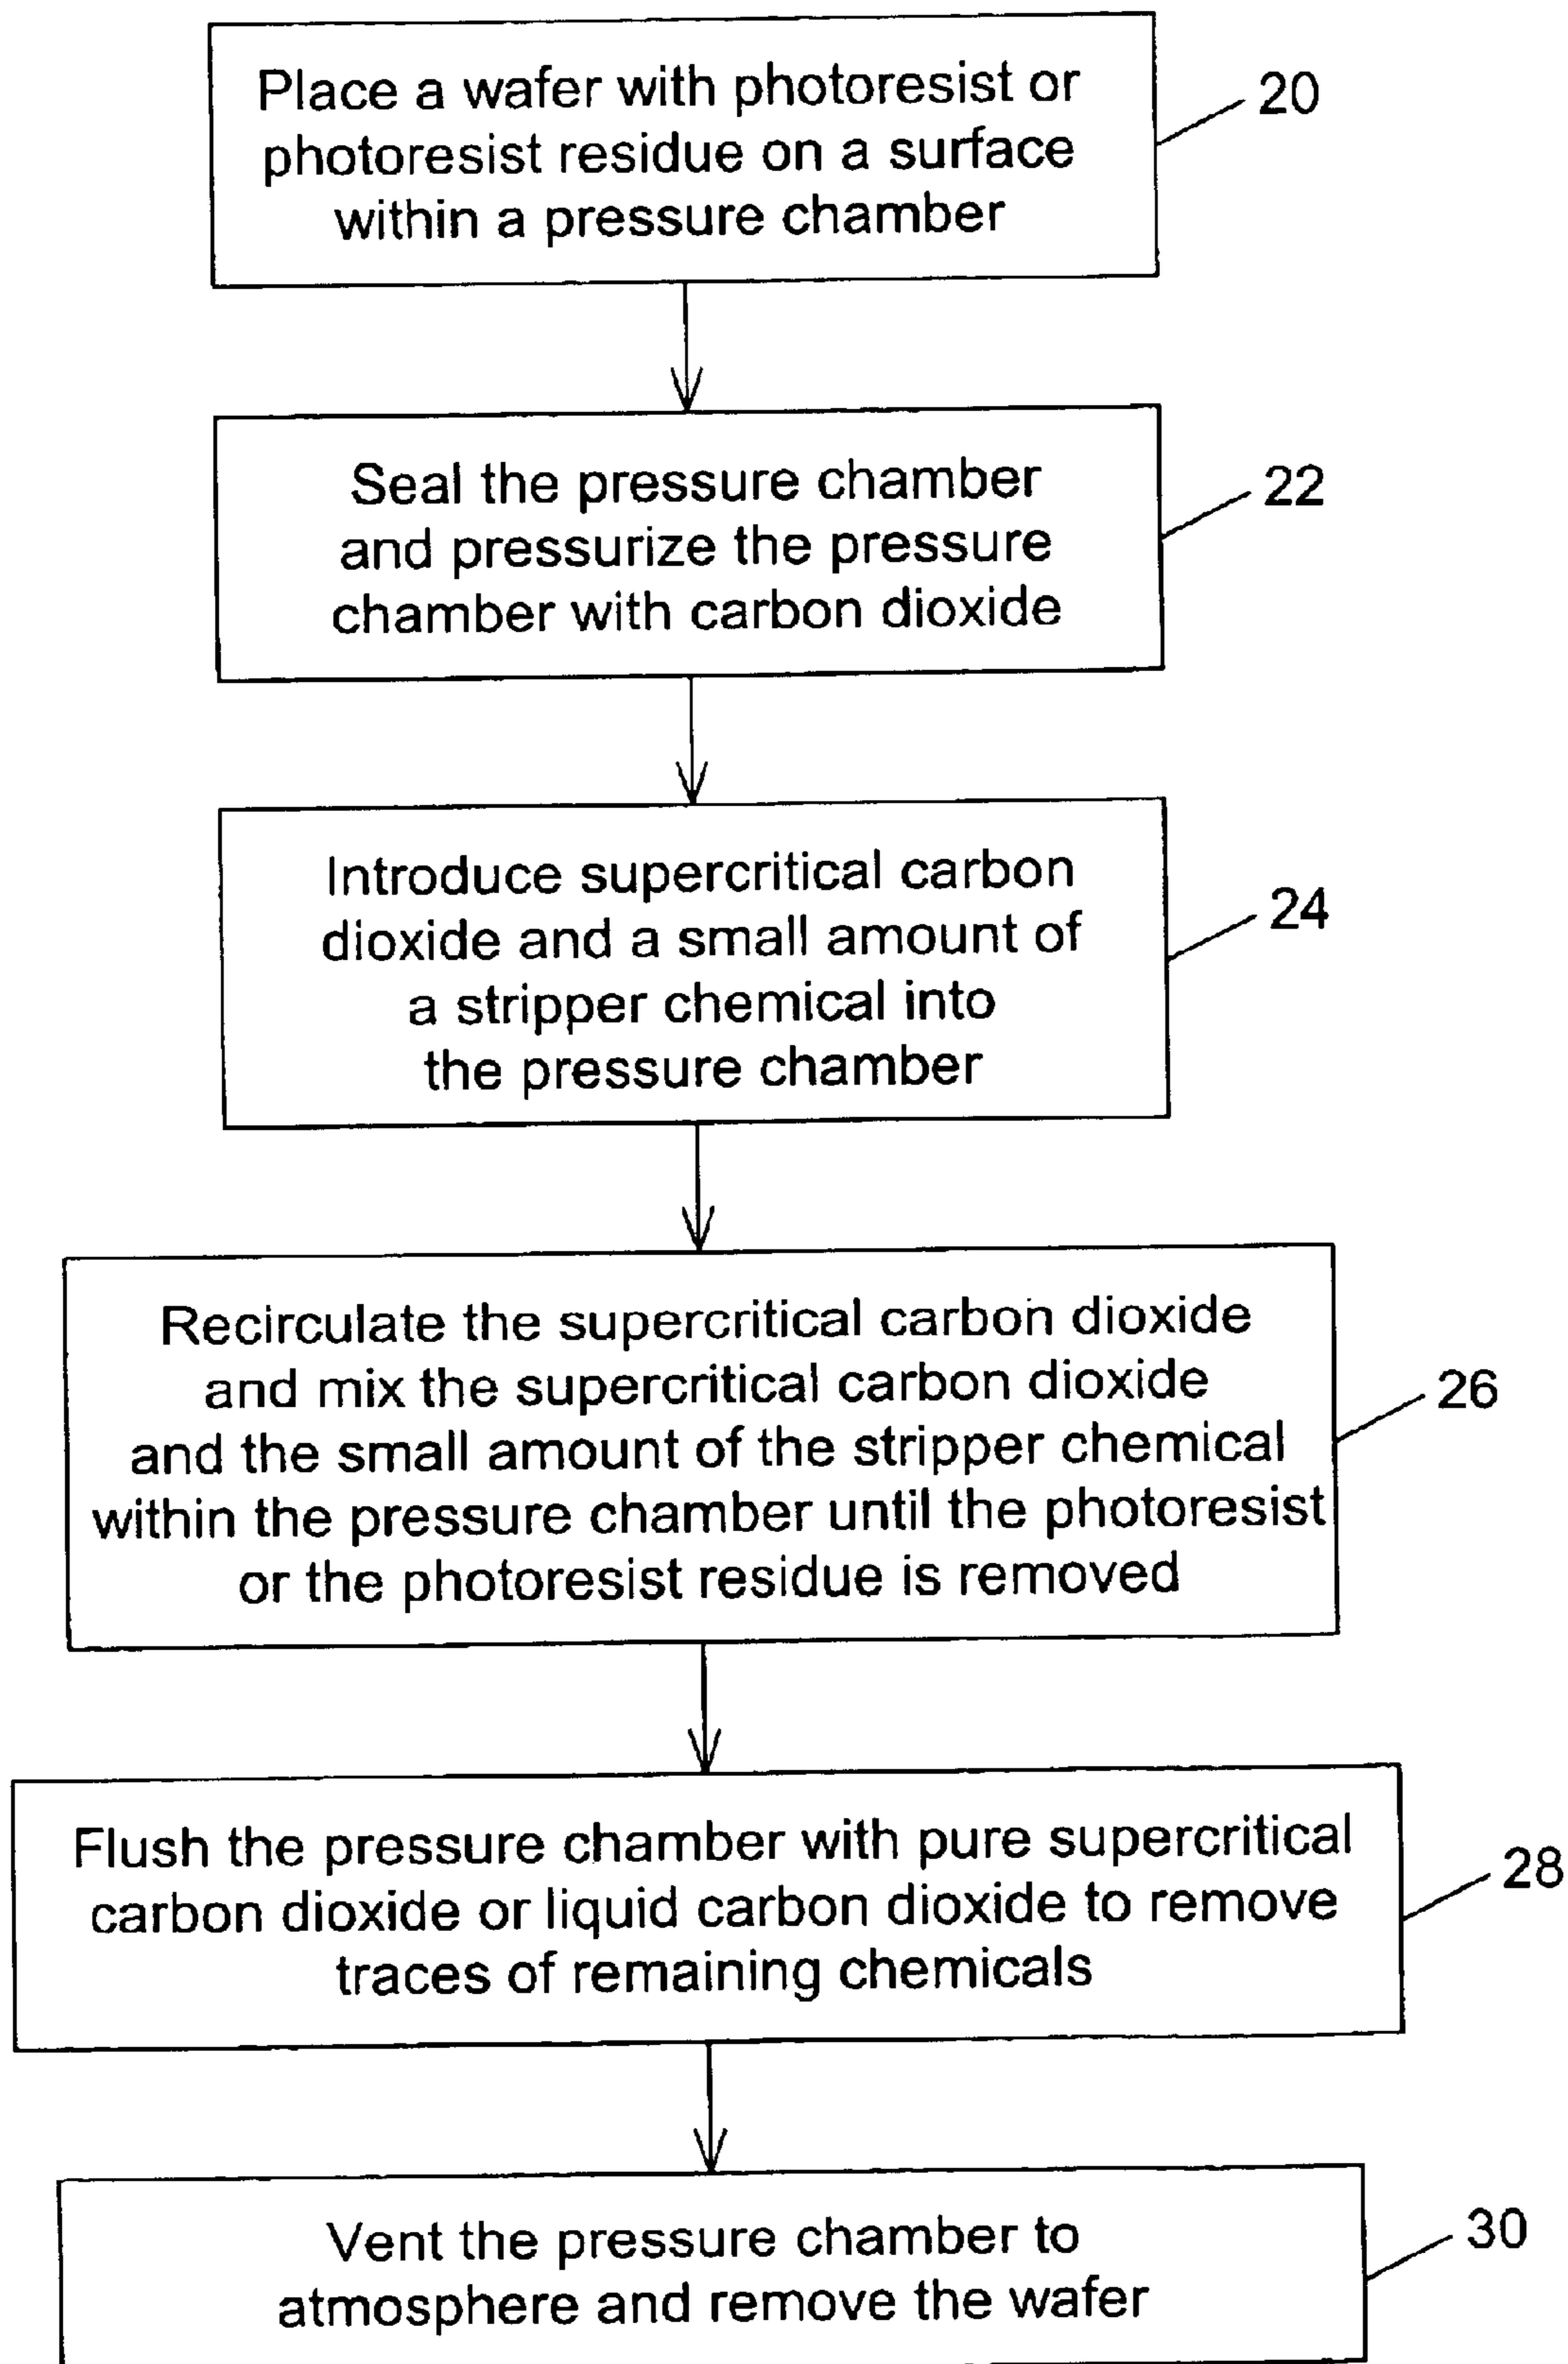 Place a wafer with photoresist or
photoresist residue on a surface
within a pressure chamber
20
Seal the pressure chamber
and pressurize the pressure
chamber with carbon dioxide
22
Introduce supercritical carbon
dioxide and a small amount of
a stripper chemical into
the pressure chamber
24
Recirculate the supercritical carbon dioxide
and mix the supercritical carbon dioxide
and the small amount of the stripper chemical
within the pressure chamber until the photoresist
or the photoresist residue is removed
26
Flush the pressure chamber with pure supercritical
carbon dioxide or liquid carbon dioxide to remove
traces of remaining chemicals
28
Vent the pressure chamber to
atmosphere and remove the wafer
30